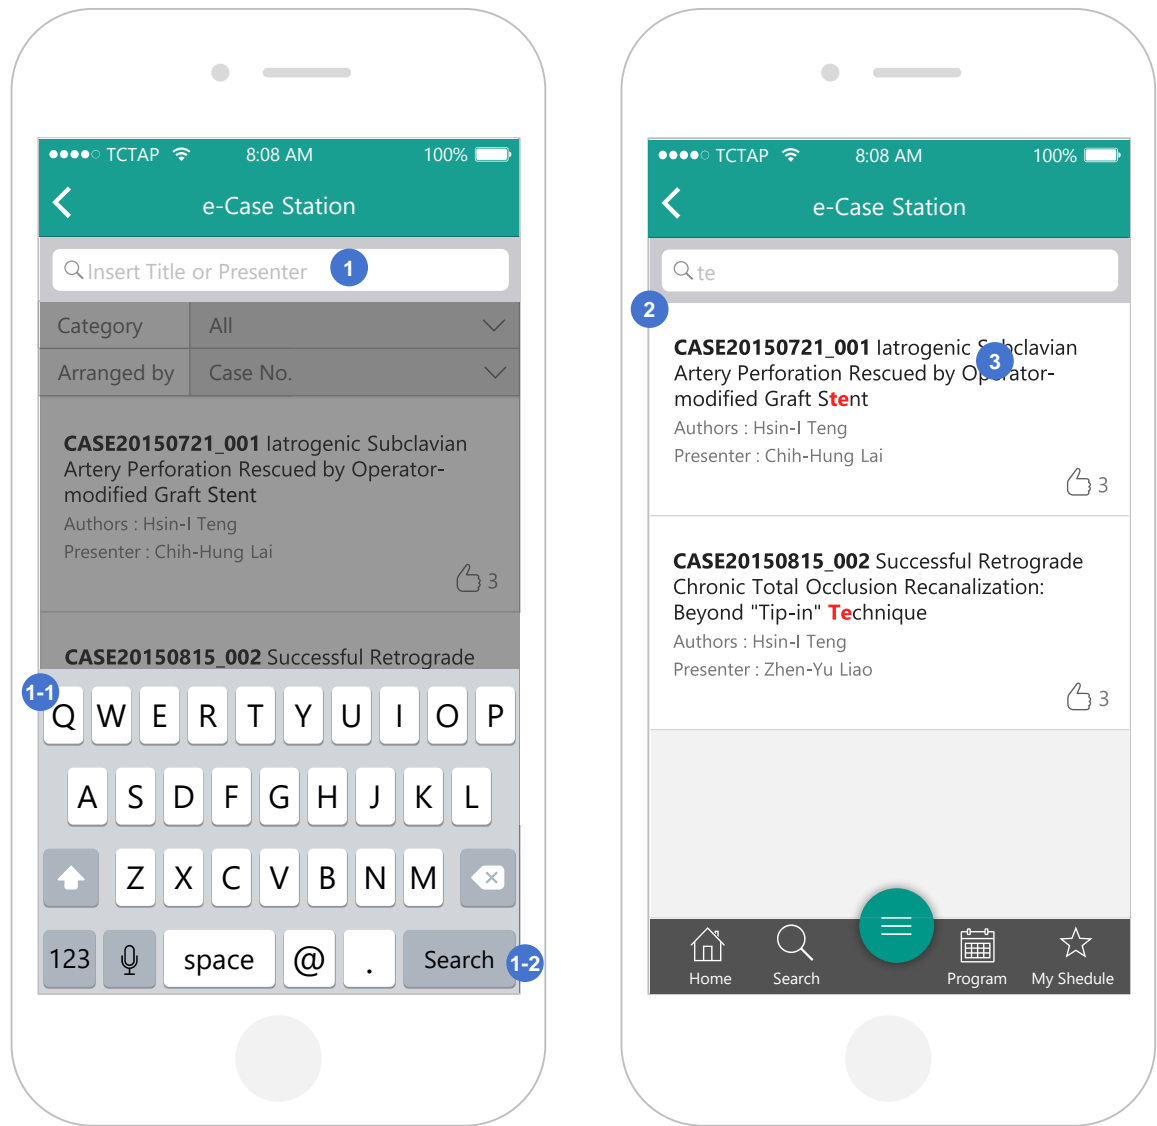 TCTAP 8:08 AM 100%
e-Case Station
Insert Title or Presenter 1
Category All
Arranged by Case No.
CASE20150721_001 Iatrogenic Subclavian
Artery Perforation Rescued by Operator-
modified Graft Stent
Authors : Hsin-I Teng
Presenter : Chih-Hung Lai
3
CASE20150815_002 Successful Retrograde
1-1
Q W E R T Y U I O P
A S D F G H J K L
Z X C V B N M
123 space @ . Search 1-2
TCTAP 8:08 AM 100%
e-Case Station
te
2
CASE20150721_001 Iatrogenic Subclavian
3
Artery Perforation Rescued by Operator-
modified Graft Stent
Authors : Hsin-I Teng
Presenter : Chih-Hung Lai
3
CASE20150815_002 Successful Retrograde
Chronic Total Occlusion Recanalization:
Beyond "Tip-in" Technique
Authors : Hsin-I Teng
Presenter : Zhen-Yu Liao
3
Home Search Program My Shedule